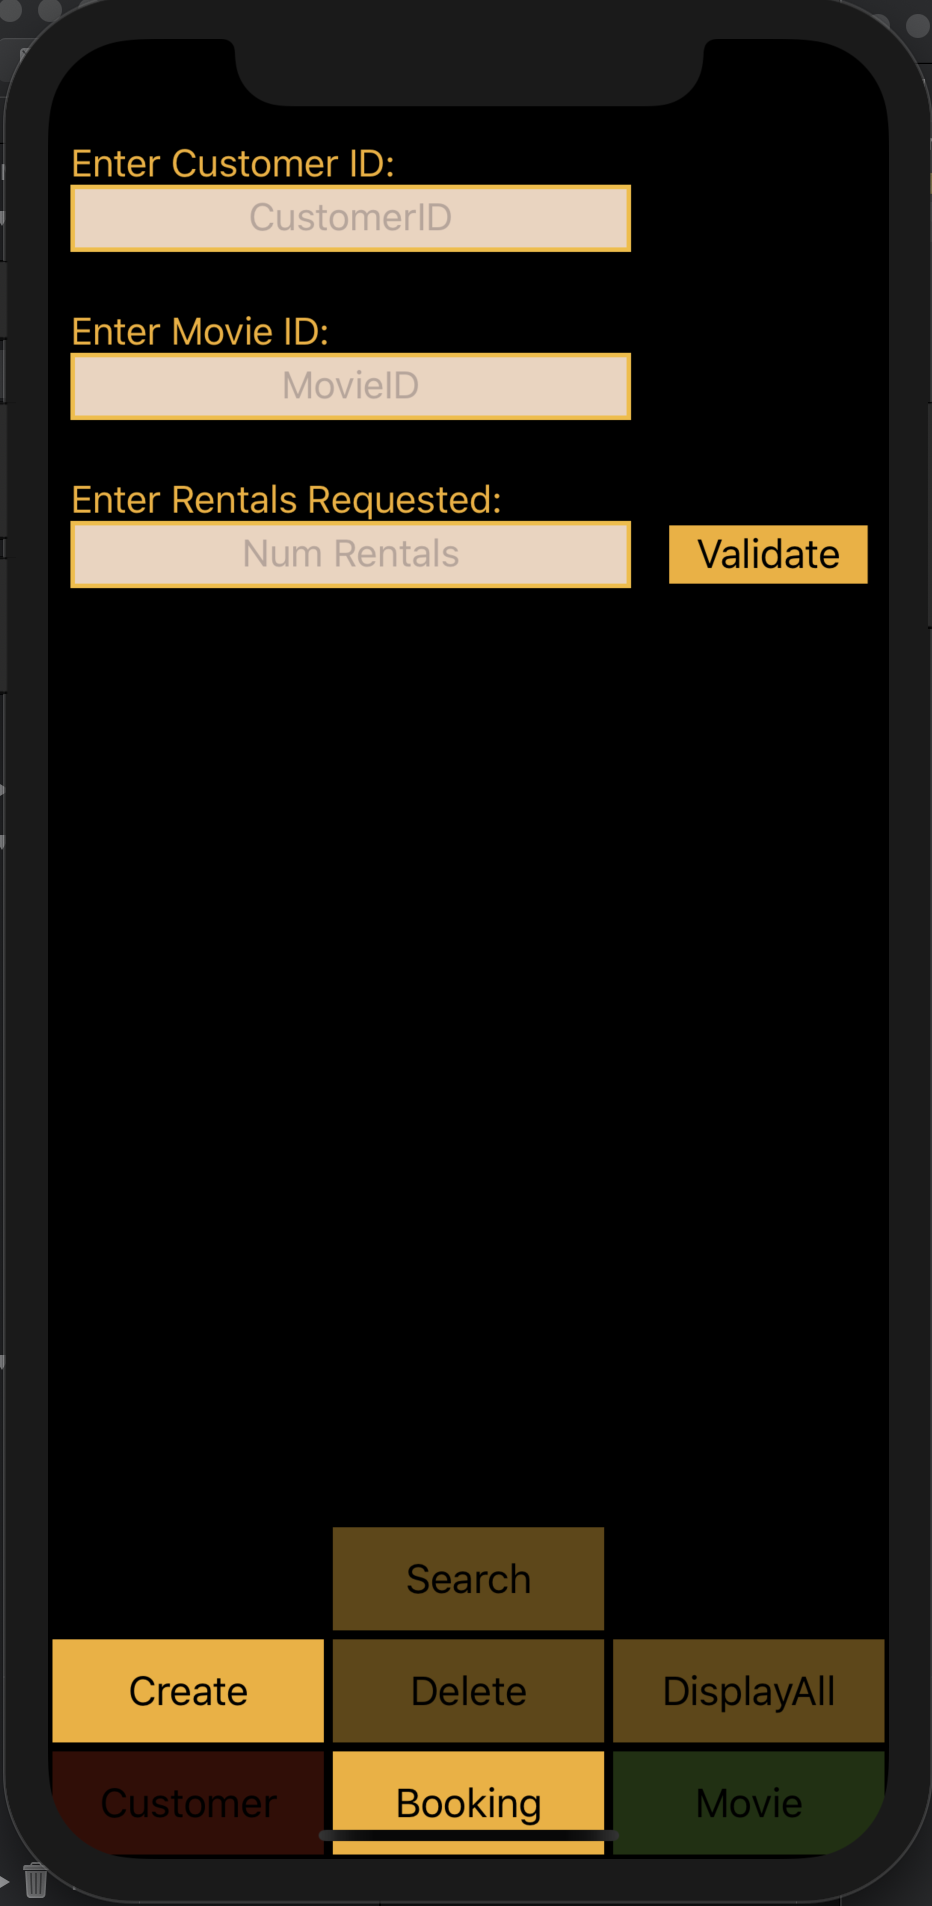 Enter Customer ID:
CustomerID
Enter Movie ID:
MovieID
Enter Rentals Requested:
Num Rentals
Validate
Search
Create
Delete
DisplayAll
Customer
Booking
Movie